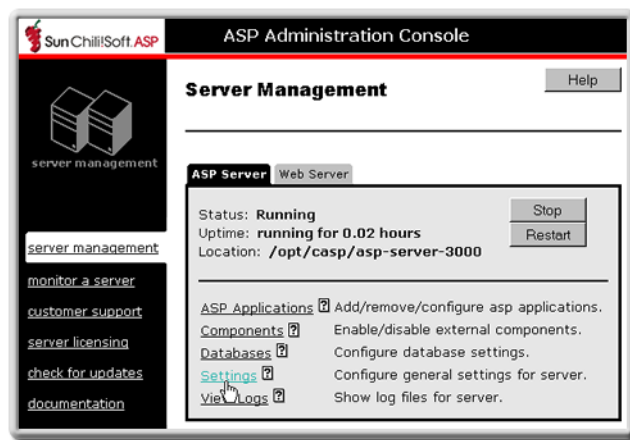 Sun Chili!Soft.ASP
ASP Administration Console
Server Management
Help
server management
ASP Server
Web Server
Status: Running
Stop
Uptime: running for 0.02 hours
Restart
Location: /opt/casp/asp-server-3000
server management
monitor a server
customer support
server licensing
check for updates
documentation
ASP Applications ? Add/remove/configure asp applications.
Components ? Enable/disable external components.
Databases ? Configure database settings.
Settings ? Configure general settings for server.
View Logs ? Show log files for server.